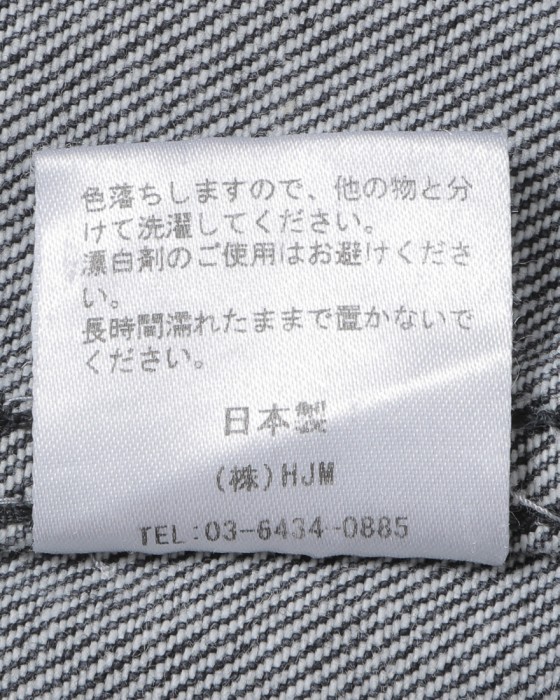 色落ちしますので、他の物と分
けて洗濯してください。
漂白剤のご使用はお避けくださ
い。
長時間濡れたままで置かないで
ください。
日本製
(株)HJM
TEL:03-6434-0885